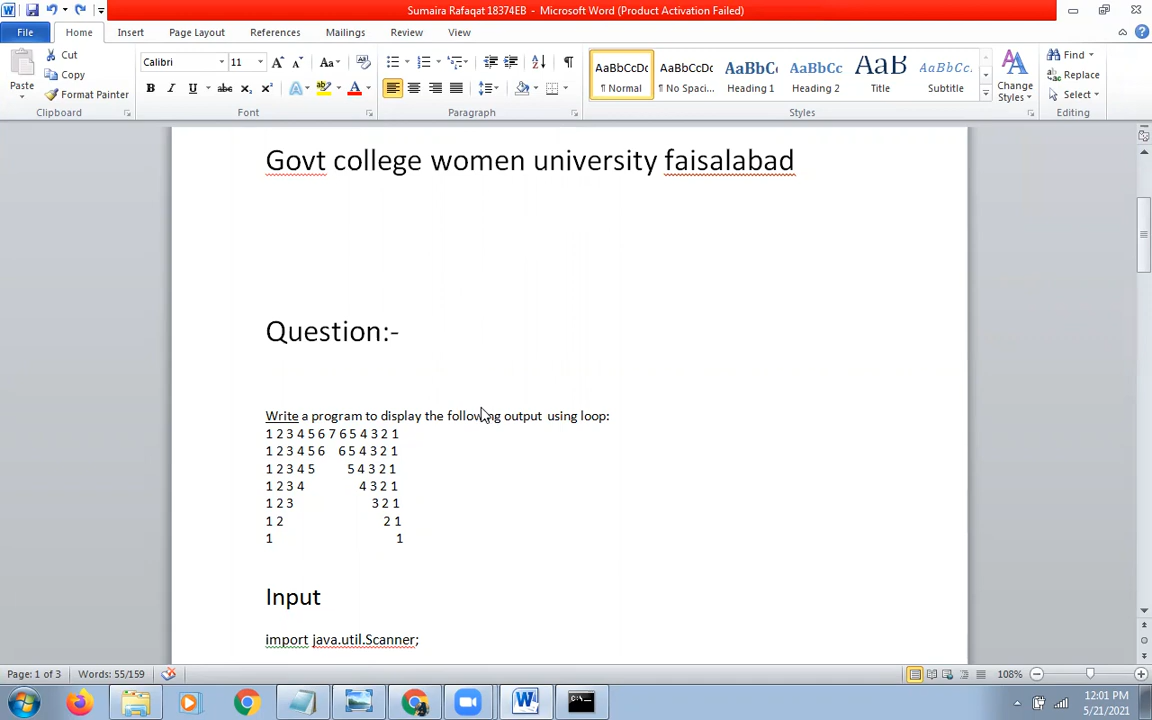 Sumaira Rafaqat 18374EB - Microsoft Word (Product Activation Failed)
File Home Insert Page Layout References Mailings Review View
Paste
Cut
Copy
Format Painter
Clipboard
Calibri 11
Font
Paragraph
AaBbCcDc AaBbCcDc AaBbC AaBbCc AaB AaBbCc.
¶ Normal ¶ No Spaci... Heading 1 Heading 2 Title Subtitle
Change Styles
Styles
Find
Replace
Select
Editing
Govt college women university faisalabad
Question:-
Write a program to display the following output using loop:
1 2 3 4 5 6 7 6 5 4 3 2 1
1 2 3 4 5 6 6 5 4 3 2 1
1 2 3 4 5 5 4 3 2 1
1 2 3 4 4 3 2 1
1 2 3 3 2 1
1 2 2 1
1 1
Input
import java.util.Scanner;
Page: 1 of 3 Words: 55/159 108%
12:01 PM
5/21/2021